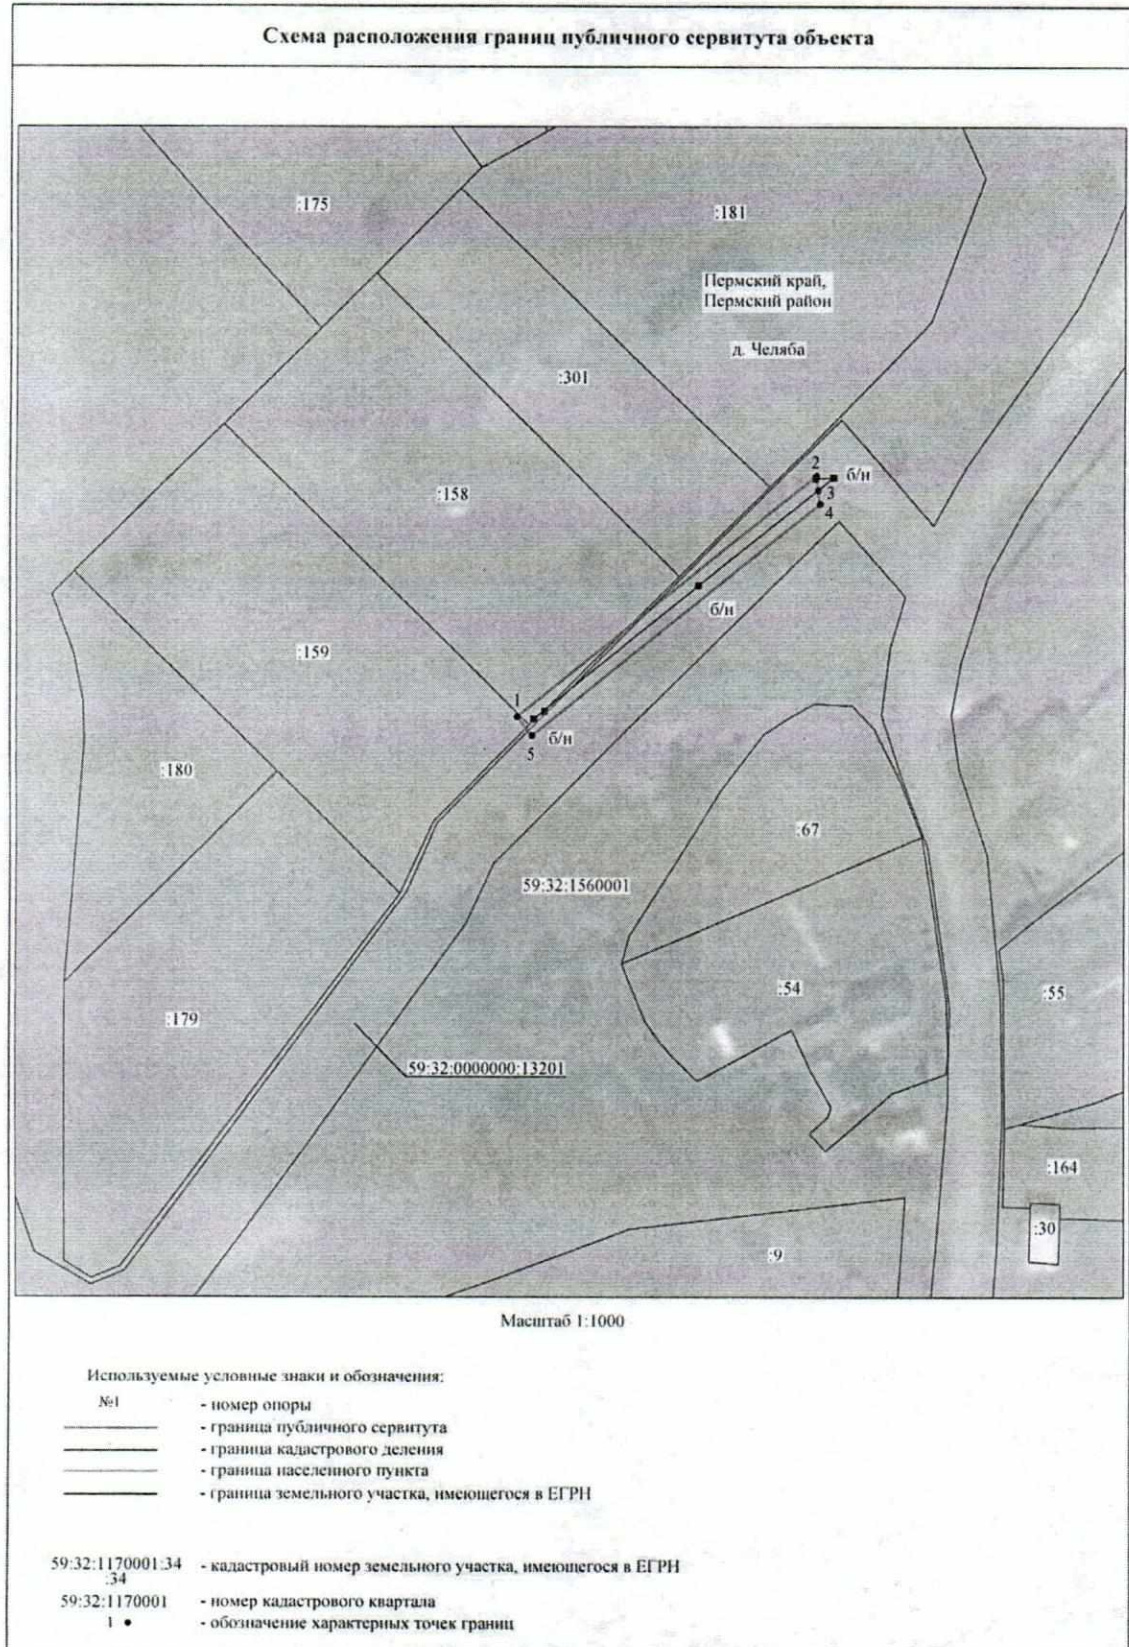 Схема расположения границ публичного сервитута объекта
:175
:181
Пермский край,
Пермский район
д. Челяба
:301
2
б/н
3
:158
4
б/н
:159
1
б/н
5
:180
:67
59:32:1560001
:54
:55
:179
59:32:0000000:13201
:164
:30
:9
Масштаб 1:1000
Используемые условные знаки и обозначения:
№1 - номер опоры
- граница публичного сервитута
- граница кадастрового деления
- граница населенного пункта
- граница земельного участка, имеющегося в ЕГРН
59:32:1170001:34 - кадастровый номер земельного участка, имеющегося в ЕГРН
:34
59:32:1170001 - номер кадастрового квартала
1 - обозначение характерных точек границ